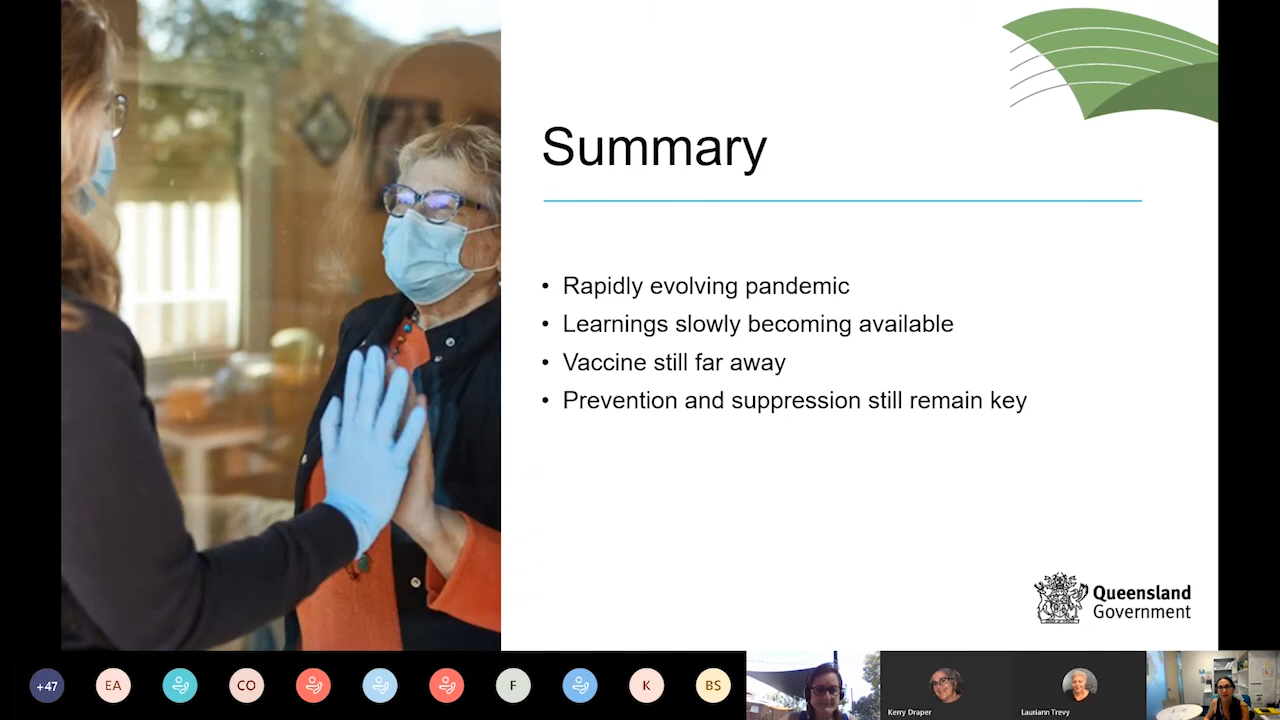 Summary
• Rapidly evolving pandemic
• Learnings slowly becoming available
• Vaccine still far away
• Prevention and suppression still remain key
Queensland
Government
+47
EA
CO
F
K
BS
Kerry Draper
Lauriann Trevy